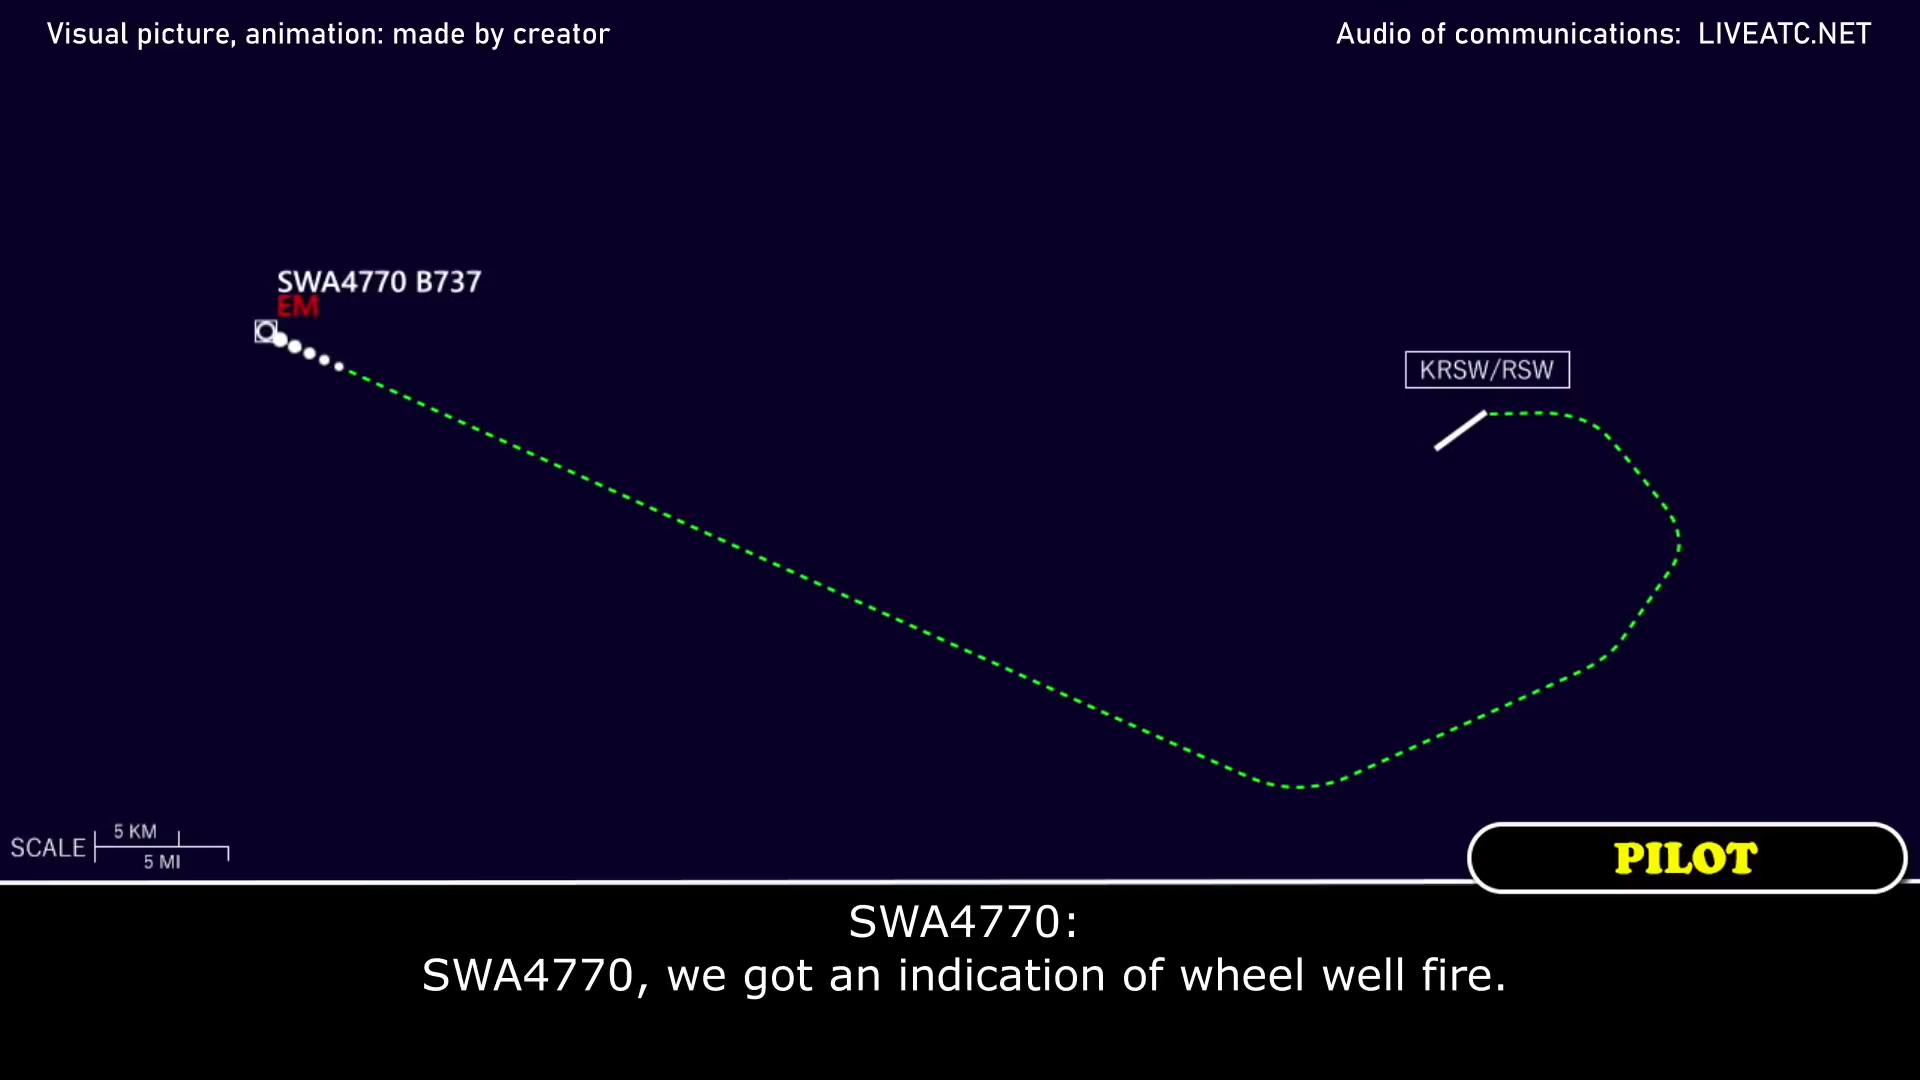 Visual picture, animation: made by creator
Audio of communications: LIVEATC.NET
SWA4770 B737
EM
KRSW/RSW
SCALE
5 KM
5 MI
PILOT
SWA4770:
SWA4770, we got an indication of wheel well fire.